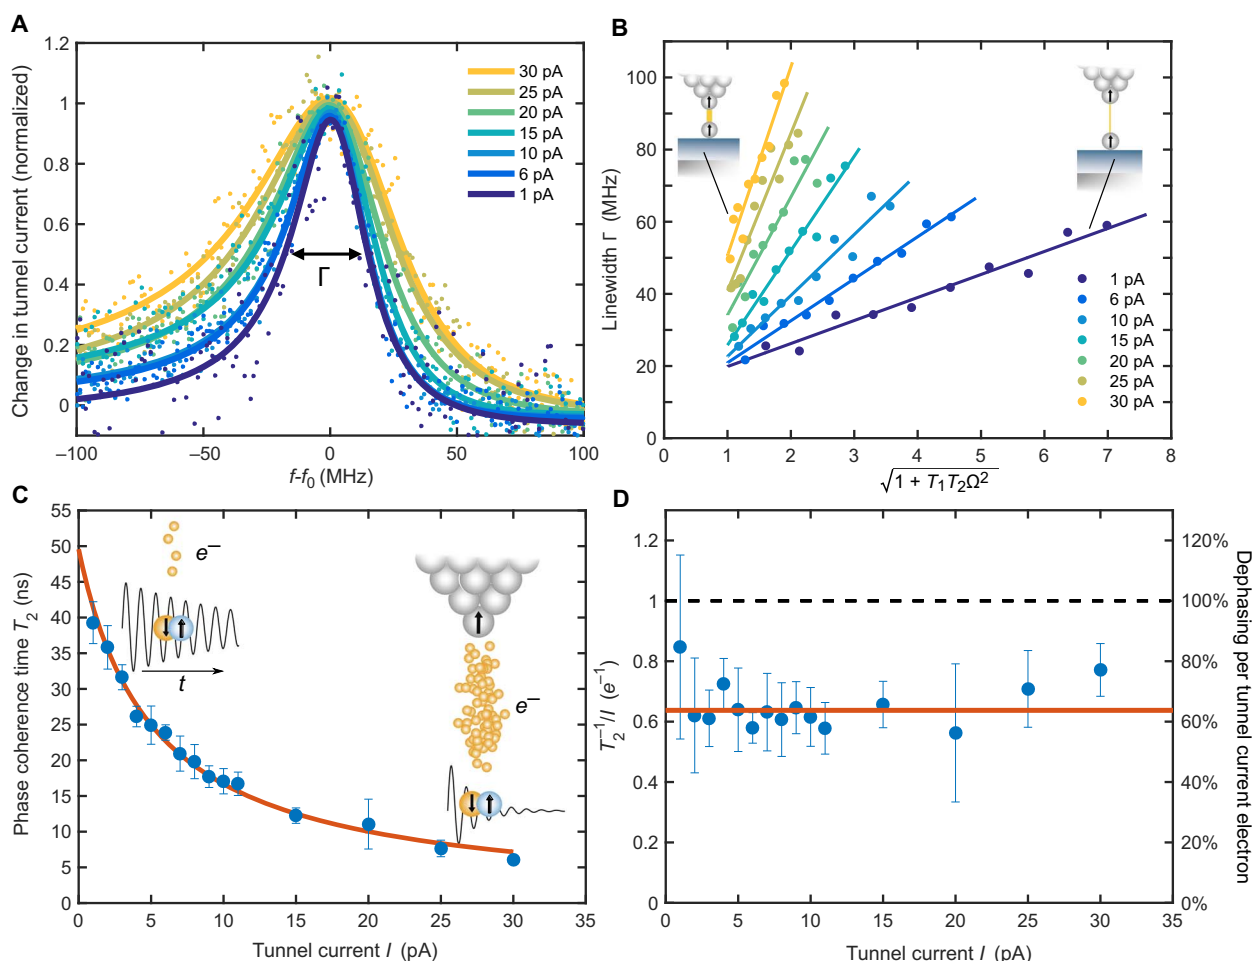 A
Change in tunnel current (normalized)
1.2
1
0.8
0.6
0.4
0.2
0
–100
–50
0
50
100
f-f0 (MHz)
30 pA
25 pA
20 pA
15 pA
10 pA
6 pA
1 pA
Γ
B
Linewidth Γ (MHz)
100
80
60
40
20
0
0
1
2
3
4
5
6
7
8
√1 + T1T2Ω²
1 pA
6 pA
10 pA
15 pA
20 pA
25 pA
30 pA
C
Phase coherence time T2 (ns)
55
50
45
40
35
30
25
20
15
10
5
0
0
5
10
15
20
25
30
35
Tunnel current I (pA)
e–
t
e–
D
T2⁻¹/I (e⁻¹)
1.2
1
0.8
0.6
0.4
0.2
0
0
5
10
15
20
25
30
35
Tunnel current I (pA)
120%
100%
80%
60%
40%
20%
0%
Dephasing per tunnel current electron